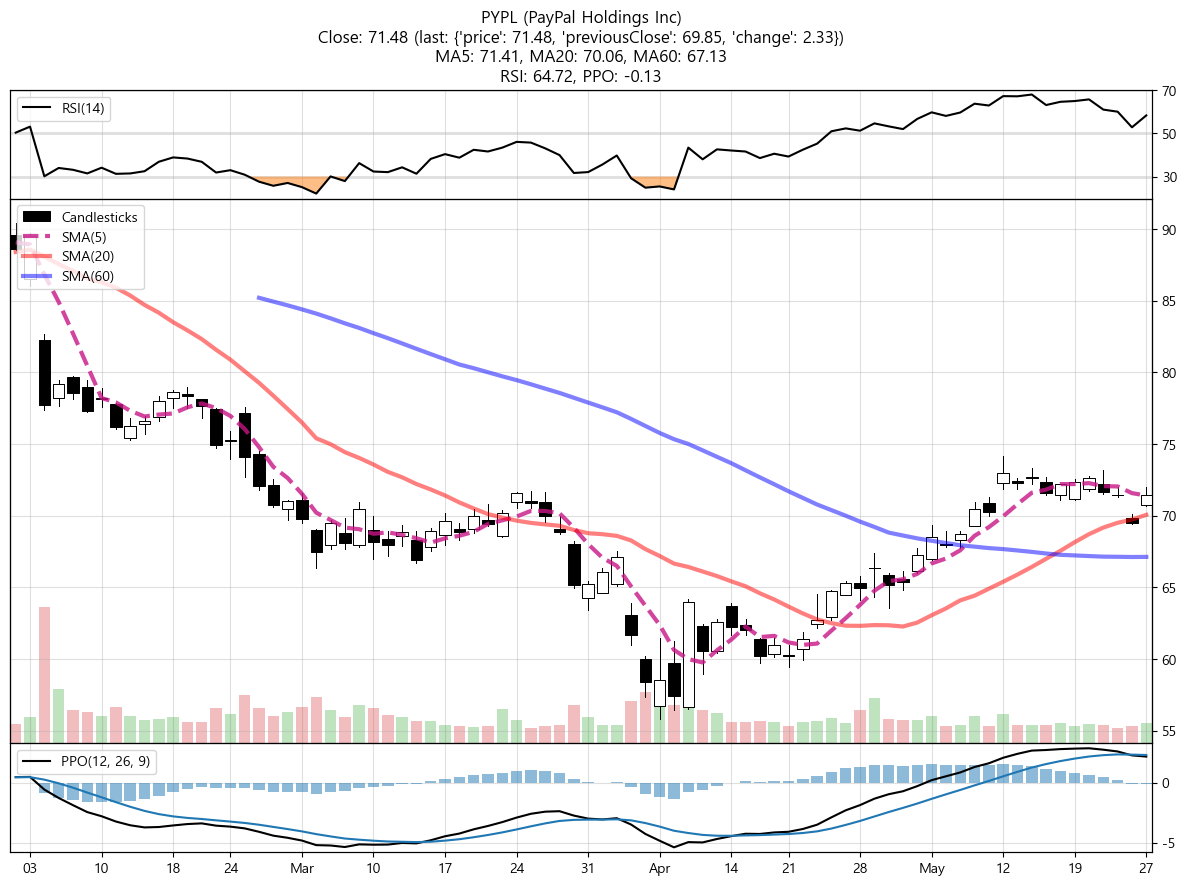 PYPL (PayPal Holdings Inc)
Close: 71.48 (last: {'price': 71.48, 'previousClose': 69.85, 'change': 2.33})
MA5: 71.41, MA20: 70.06, MA60: 67.13
RSI: 64.72, PPO: -0.13
RSI(14)
70
50
30
Candlesticks
SMA(5)
SMA(20)
SMA(60)
90
85
80
75
70
65
60
55
PPO(12, 26, 9)
0
-5
03 10 18 24 Mar 10 17 24 31 Apr 14 21 28 May 12 19 27